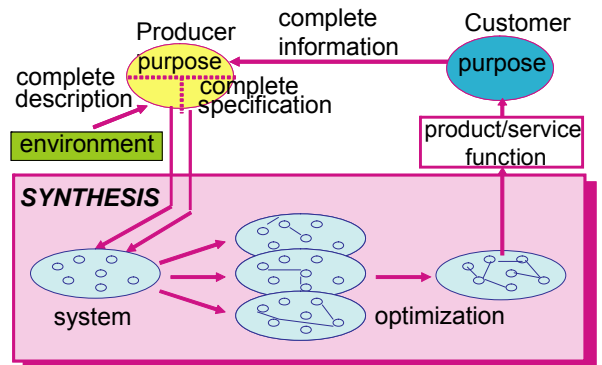 Producer
complete
information
Customer
purpose
purpose
complete
description
complete
specification
environment
product/service
function
SYNTHESIS
system
optimization